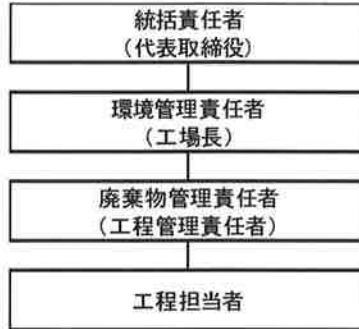 統括責任者
(代表取締役)
環境管理責任者
(工場長)
廃棄物管理責任者
(工程管理責任者)
工程担当者